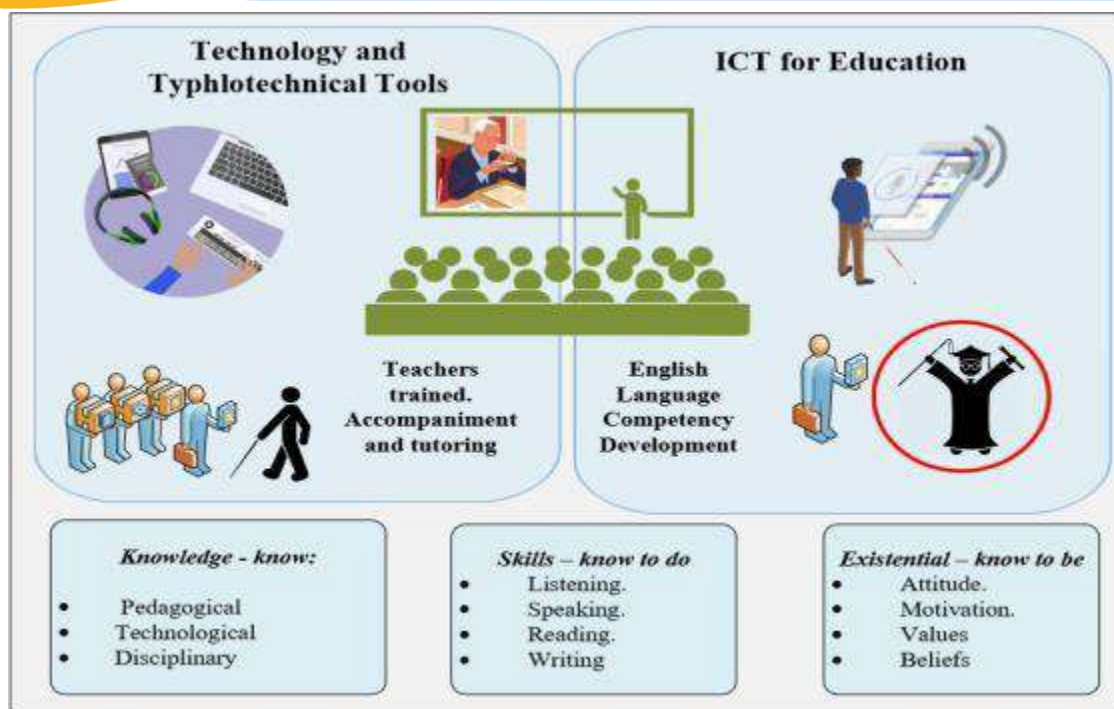 Technology and
Typhlotechnical Tools
ICT for Education
Teachers
trained.
Accompaniment
and tutoring
English
Language
Competency
Development
Knowledge - know:
• Pedagogical
• Technological
• Disciplinary
Skills – know to do
• Listening.
• Speaking.
• Reading.
• Writing
Existential – know to be
• Attitude.
• Motivation.
• Values
• Beliefs